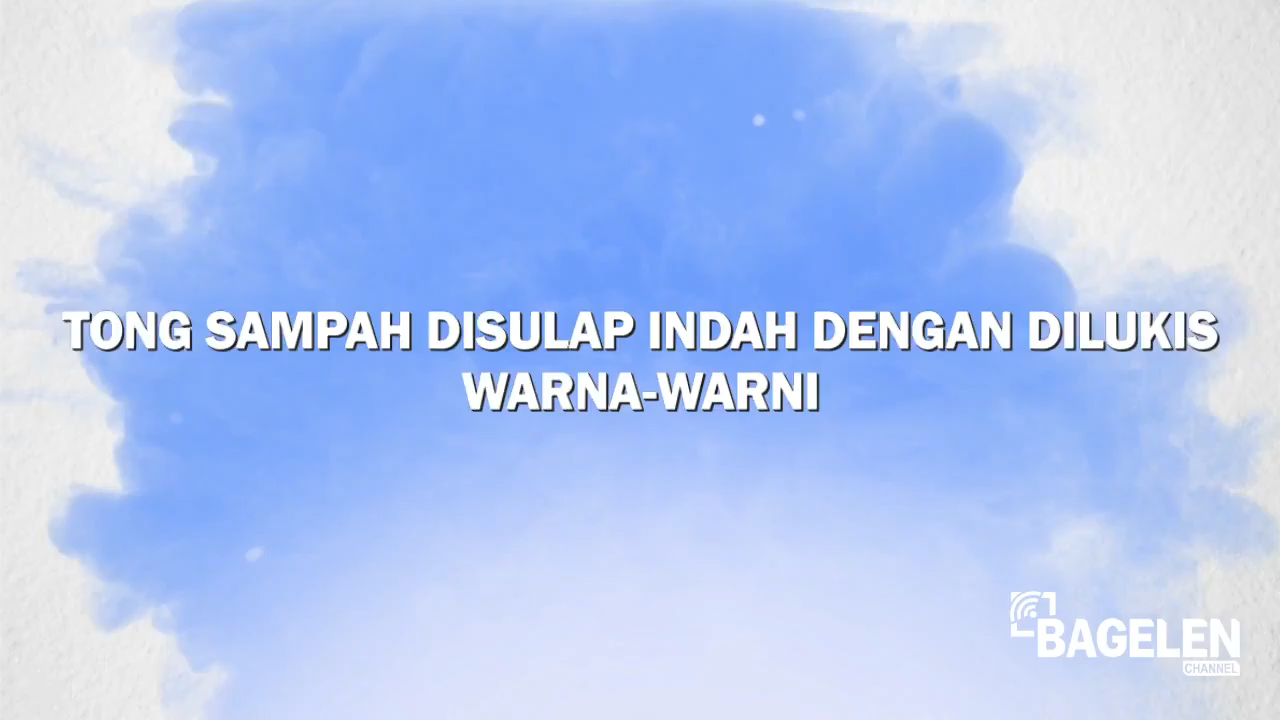 TONG SAMPAH DISULAP INDAH DENGAN DILUKIS
WARNA-WARNI
BAGELEN
CHANNEL